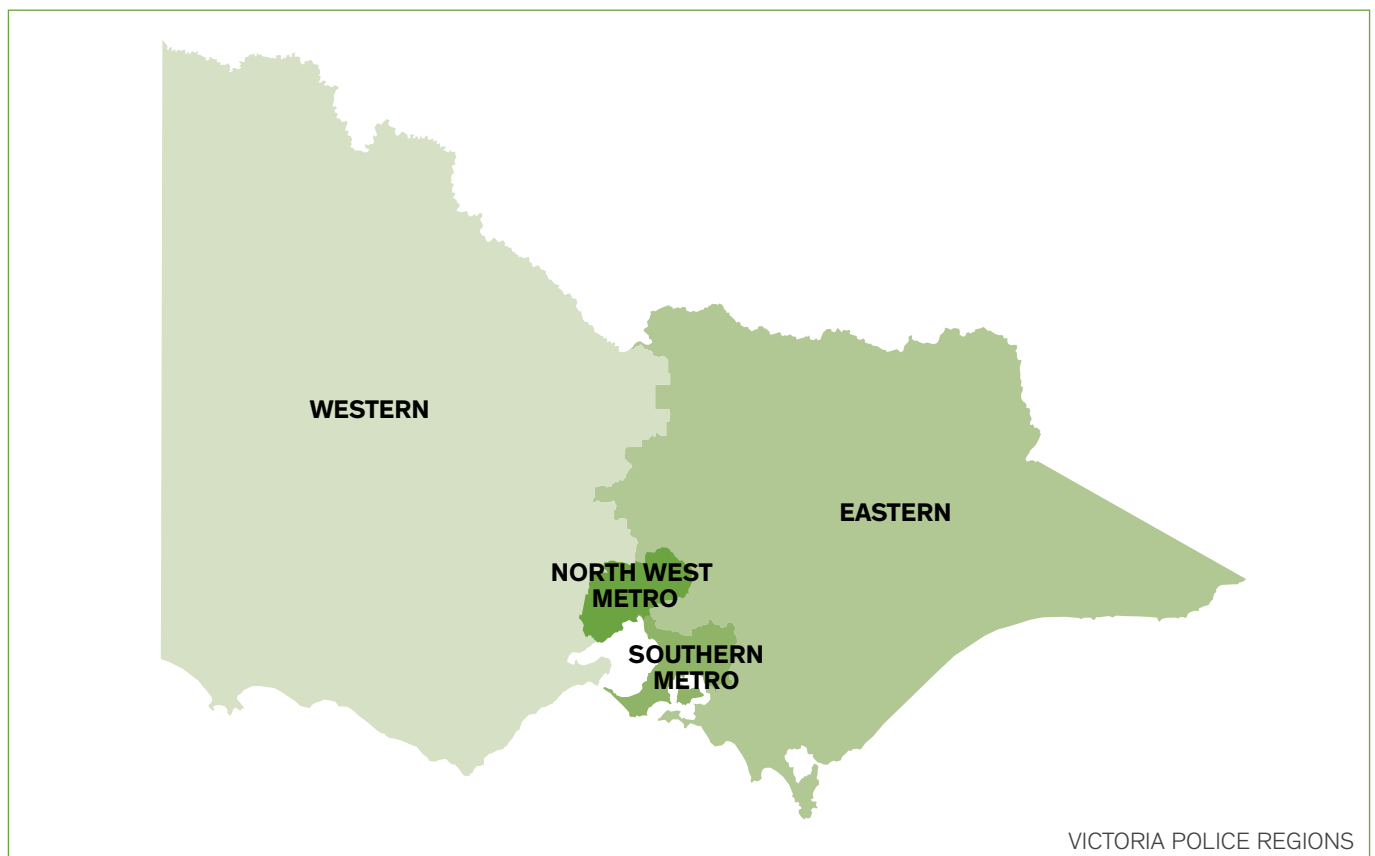 WESTERN
EASTERN
NORTH WEST
METRO
SOUTHERN
METRO
VICTORIA POLICE REGIONS